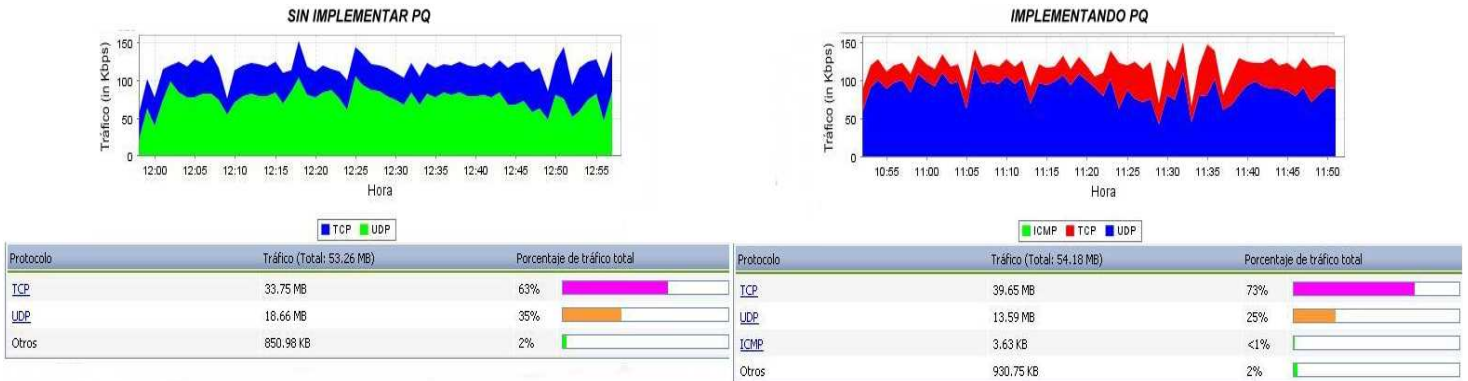 SIN IMPLEMENTAR PQ
Tráfico (in Kbps)
150
100
50
0
12:00 12:05 12:10 12:15 12:20 12:25 12:30 12:35 12:40 12:45 12:50 12:55
Hora
TCP UDP
Protocolo Tráfico (Total: 53.26 MB) Porcentaje de tráfico total
TCP 33.75 MB 63%
UDP 18.66 MB 35%
Otros 850.98 KB 2%
IMPLEMENTANDO PQ
Tráfico (in Kbps)
150
100
50
0
10:55 11:00 11:05 11:10 11:15 11:20 11:25 11:30 11:35 11:40 11:45 11:50
Hora
ICMP TCP UDP
Protocolo Tráfico (Total: 54.18 MB) Porcentaje de tráfico total
TCP 39.65 MB 73%
UDP 13.59 MB 25%
ICMP 3.63 KB <1%
Otros 930.75 KB 2%